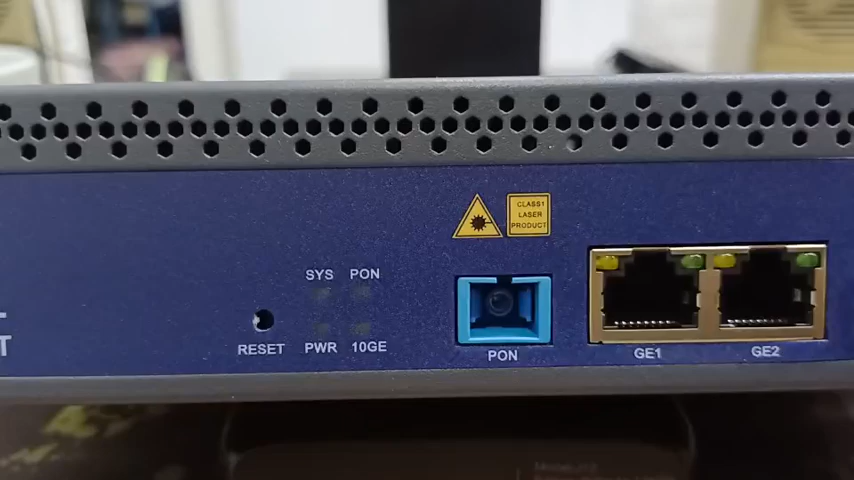 CLASS1
LASER
PRODUCT
SYS PON
RESET PWR 10GE PON GE1 GE2